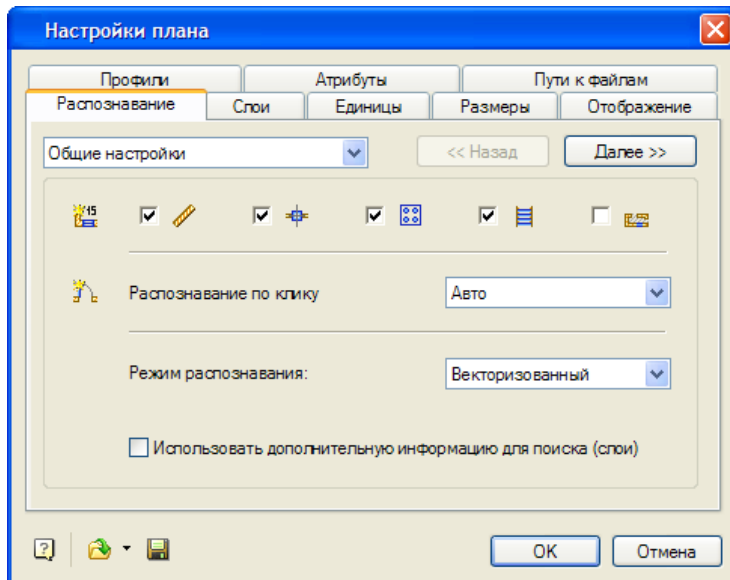 Настройки плана
Профили Атрибуты Пути к файлам
Распознавание Слои Единицы Размеры Отображение
Общие настройки << Назад Далее >>
15
Распознавание по клику Авто
Режим распознавания: Векторизованный
Использовать дополнительную информацию для поиска (слои)
? OK Отмена